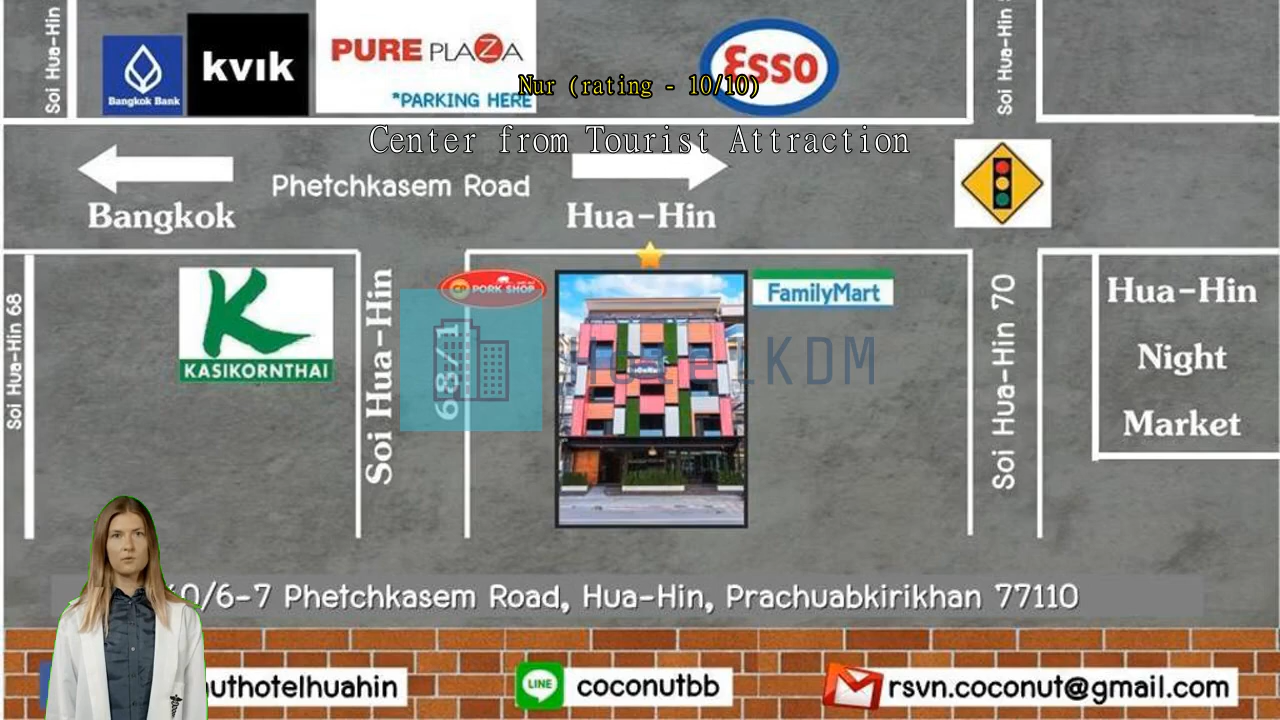 Soi Hua-Hin
Bangkok Bank
kvik
PURE PLAZA
*PARKING HERE
Esso
Soi Hua-Hin
Nur (rating - 10/10)
Center from Tourist Attraction
Phetchkasem Road
Bangkok
Hua-Hin
Soi Hua-Hin 68
KASIKORNTHAI
Soi Hua-Hin 68/1
CP PORK SHOP
FamilyMart
KDM
Soi Hua-Hin 70
Hua-Hin
Night
Market
0/6-7 Phetchkasem Road, Hua-Hin, Prachuabkirikhan 77110
uthotelhuahin
LINE
coconutbb
rsvn.coconut@gmail.com